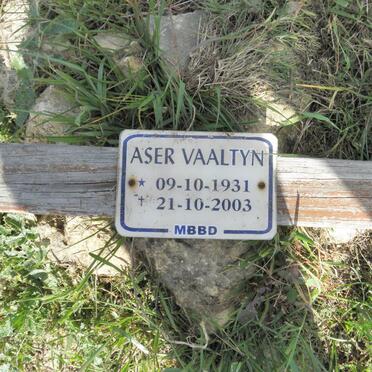 ASER VAALTYN
* 09-10-1931
† 21-10-2003
MBBD